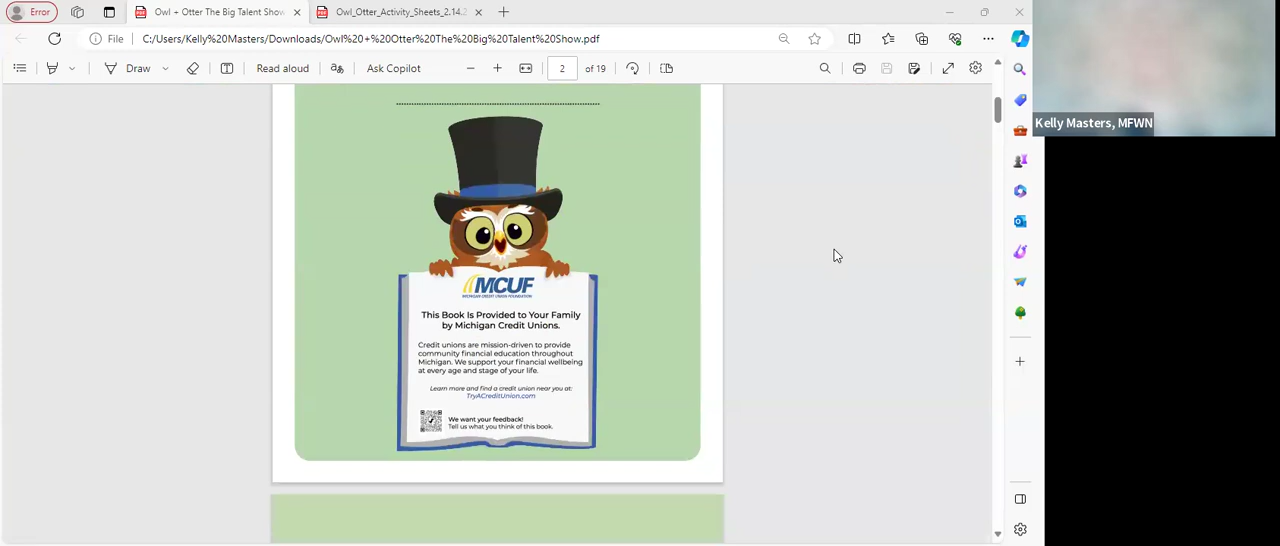 Error
Owl + Otter The Big Talent Show
Owl_Otter_Activity_Sheets_2.14.2
File
C:/Users/Kelly%20Masters/Downloads/Owl%20+%20Otter%20The%20Big%20Talent%20Show.pdf
Draw
Read aloud
Ask Copilot
2
of 19
Kelly Masters, MFWN
MCUF
MICHIGAN CREDIT UNION FOUNDATION
This Book Is Provided to Your Family
by Michigan Credit Unions.
Credit unions are mission-driven to provide
community financial education throughout
Michigan. We support your financial wellbeing
at every age and stage of your life.
Learn more and find a credit union near you at:
TryACreditUnion.com
We want your feedback!
Tell us what you think of this book.